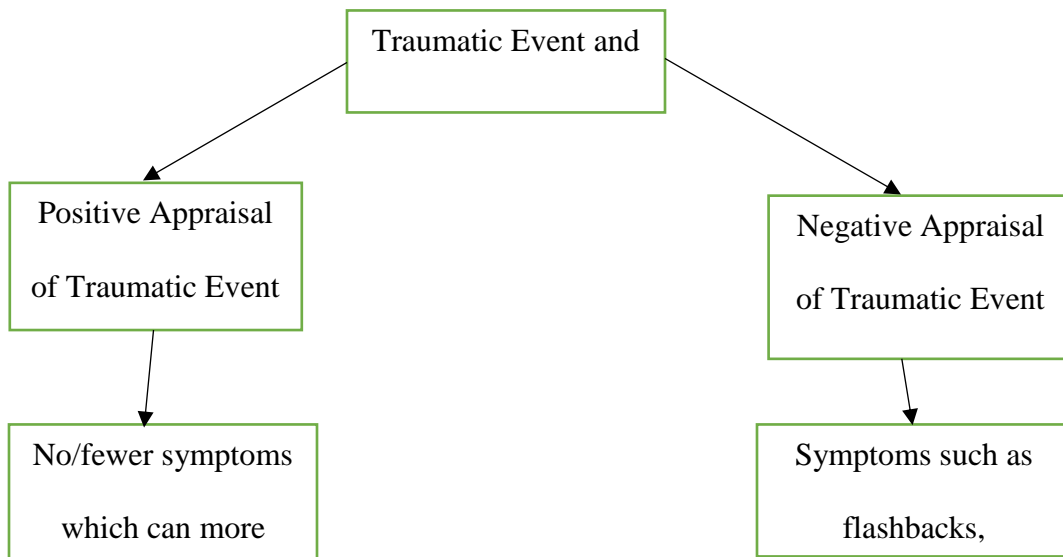 Traumatic Event and
Positive Appraisal
of Traumatic Event
Negative Appraisal
of Traumatic Event
No/fewer symptoms
which can more
Symptoms such as
flashbacks,